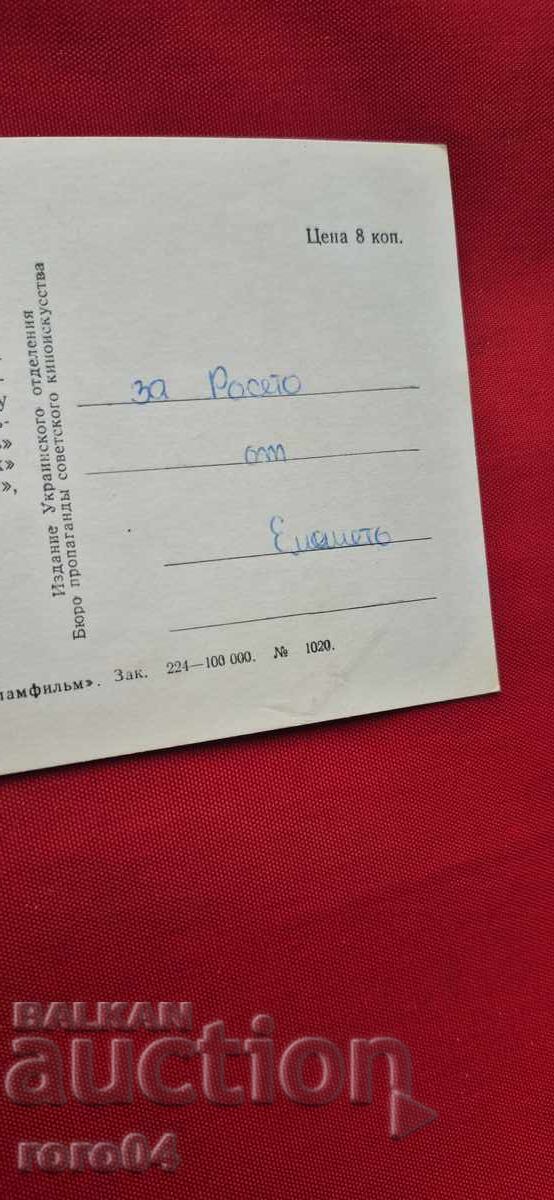 Цена 8 коп.
Издание Украинского отделения
Бюро пропаганды советского киноискусства
за Росето
от
ламфильм». Зак. 224—100 000. № 1020.
BALKAN
auction
roro04